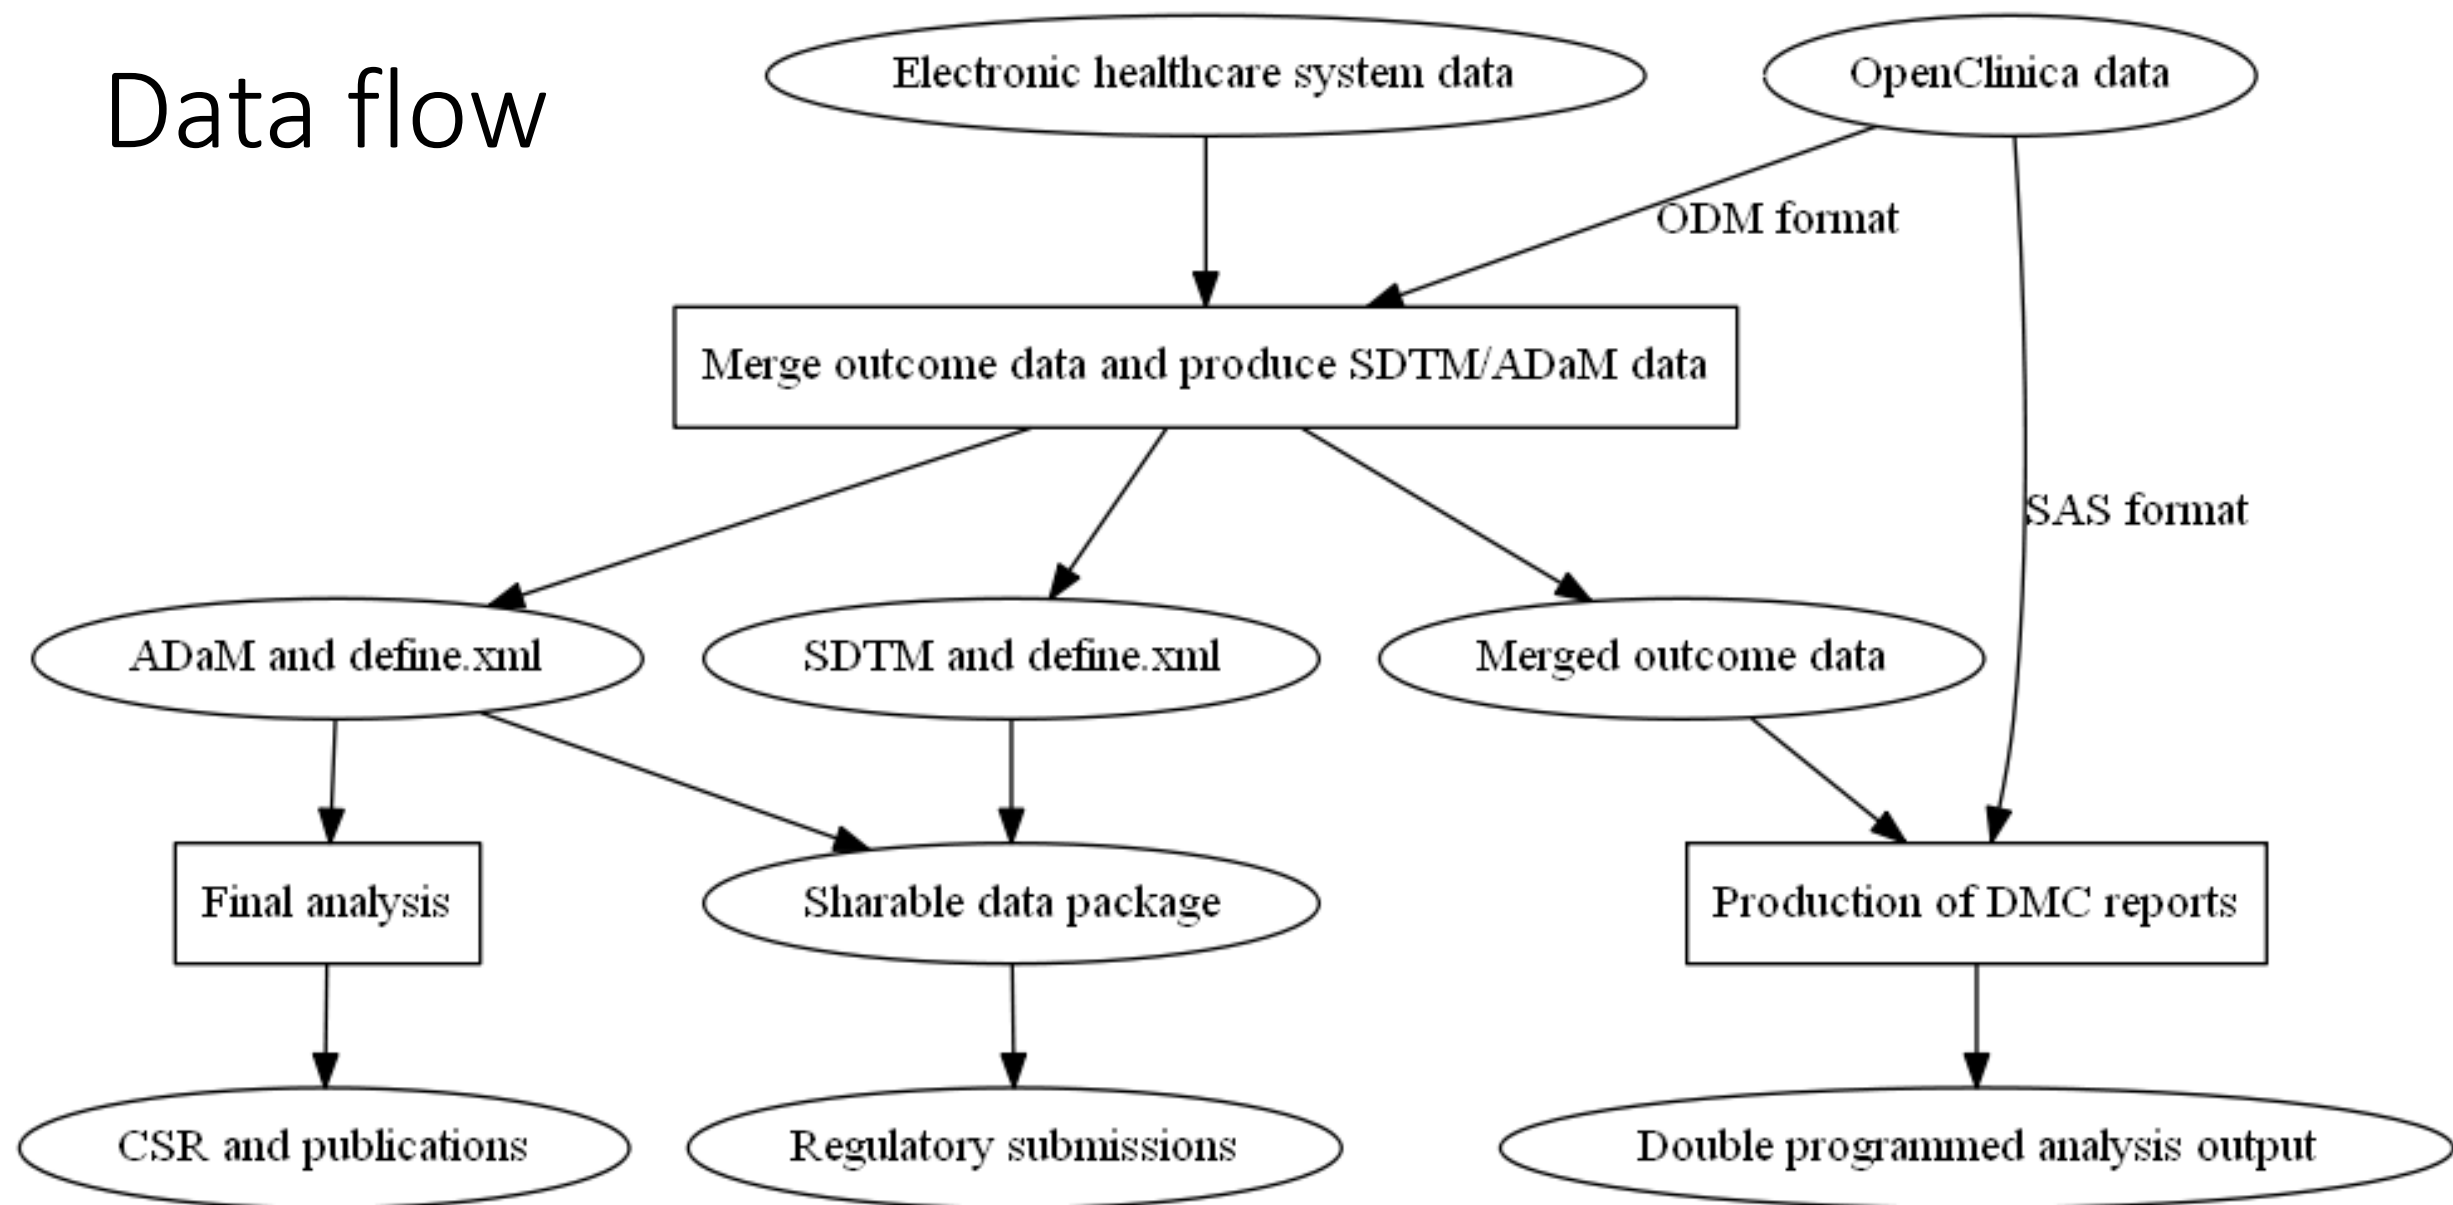 Data flow
Electronic healthcare system data
OpenClinica data
ODM format
Merge outcome data and produce SDTM/ADaM data
SAS format
ADaM and define.xml
SDTM and define.xml
Merged outcome data
Final analysis
Sharable data package
Production of DMC reports
CSR and publications
Regulatory submissions
Double programmed analysis output